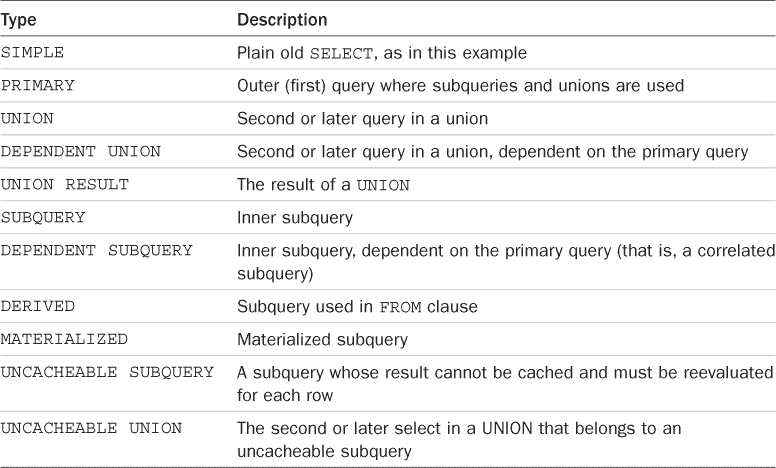 Type Description
SIMPLE Plain old SELECT, as in this example
PRIMARY Outer (first) query where subqueries and unions are used
UNION Second or later query in a union
DEPENDENT UNION Second or later query in a union, dependent on the primary query
UNION RESULT The result of a UNION
SUBQUERY Inner subquery
DEPENDENT SUBQUERY Inner subquery, dependent on the primary query (that is, a correlated
subquery)
DERIVED Subquery used in FROM clause
MATERIALIZED Materialized subquery
UNCACHEABLE SUBQUERY A subquery whose result cannot be cached and must be reevaluated
for each row
UNCACHEABLE UNION The second or later select in a UNION that belongs to an
uncacheable subquery